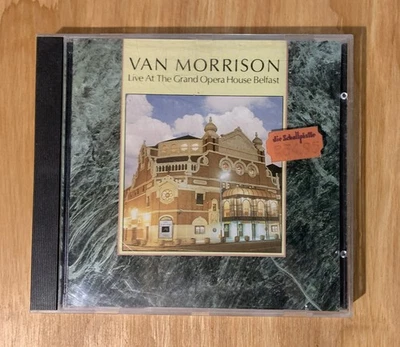 VAN MORRISON
Live At The Grand Opera House Belfast
die Schallplatte